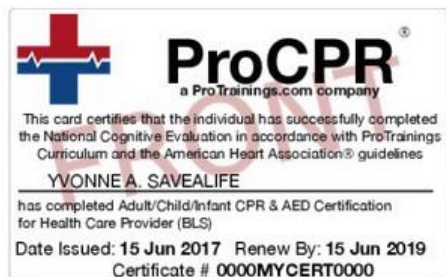 ProCPR®
a ProTrainings.com company
This card certifies that the individual has successfully completed
the National Cognitive Evaluation in accordance with ProTrainings
Curriculum and the American Heart Association® guidelines
YVONNE A. SAVEALIFE
has completed Adult/Child/Infant CPR & AED Certification
for Health Care Provider (BLS)
Date Issued: 15 Jun 2017 Renew By: 15 Jun 2019
Certificate # 0000MYCERT0000
FRONT